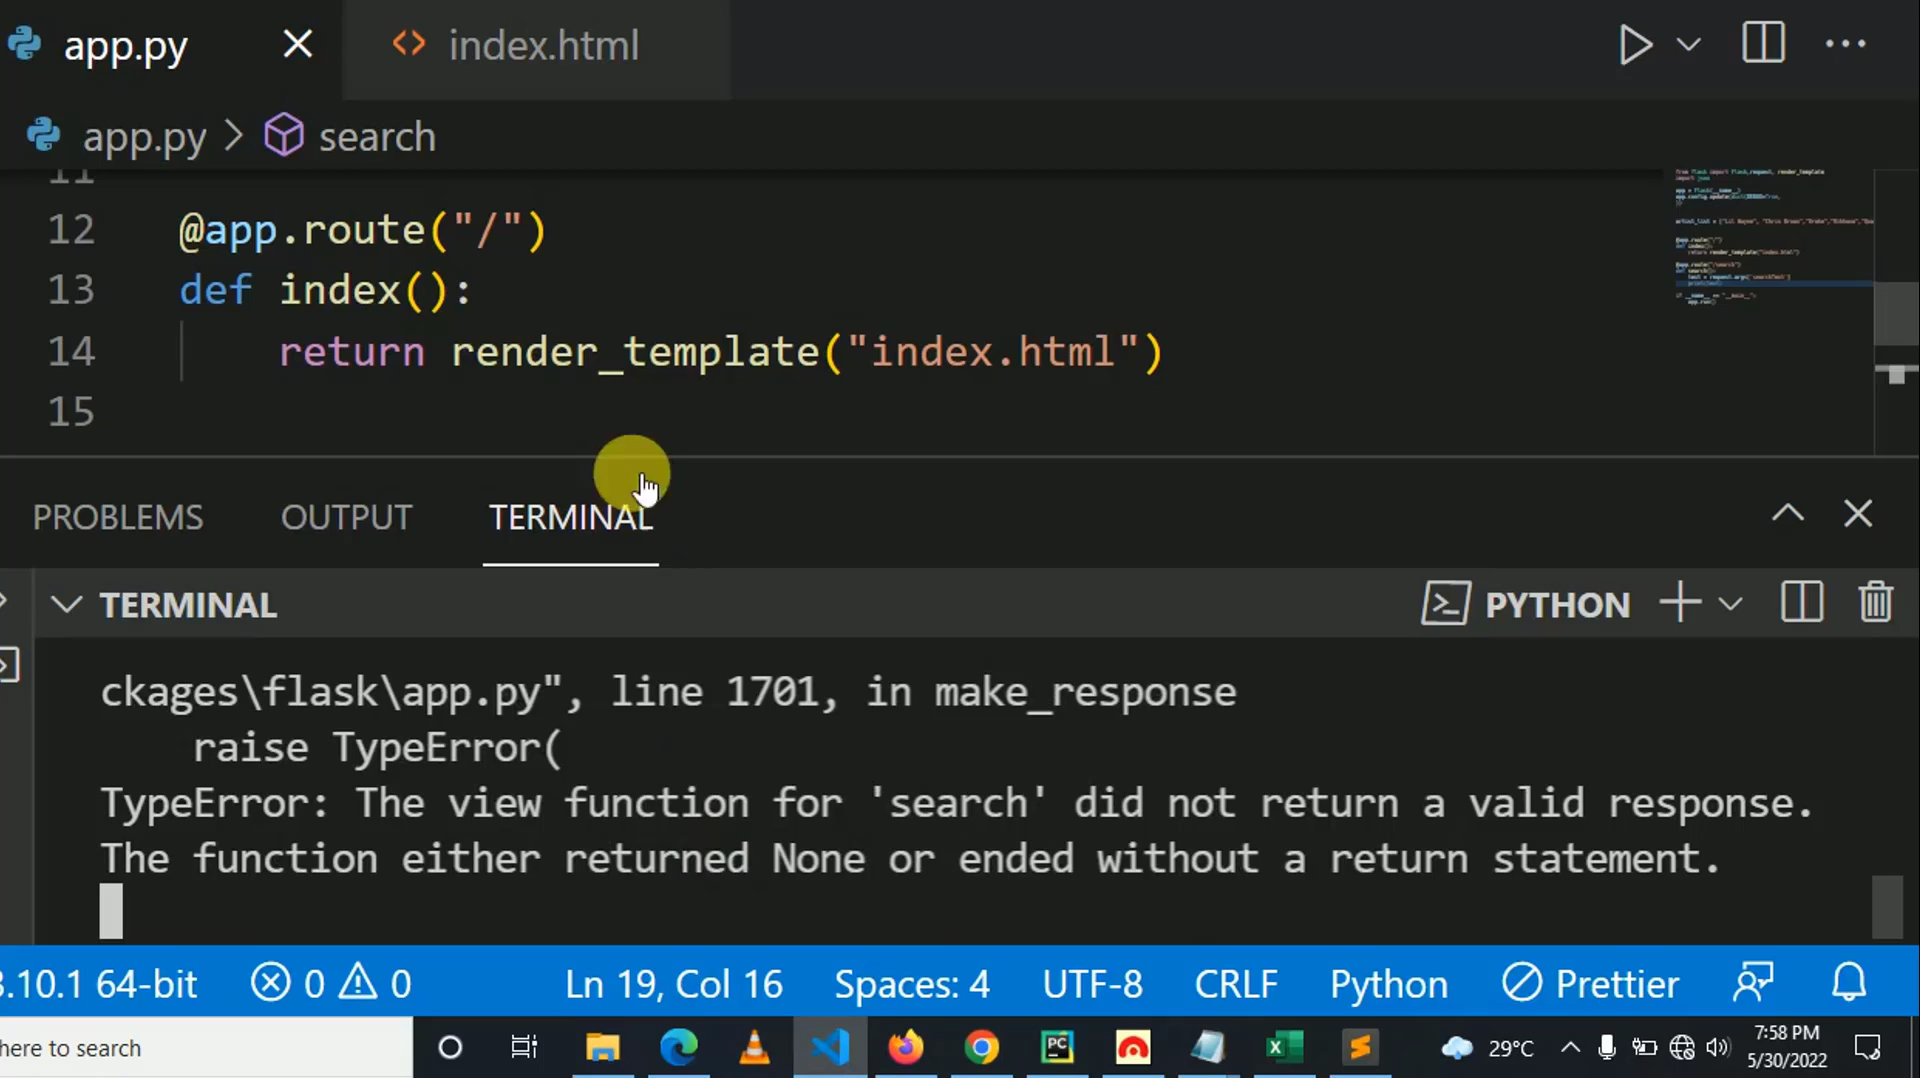 app.py
index.html
app.py
search
11
12 @app.route("/")
13 def index():
14 return render_template("index.html")
15
PROBLEMS OUTPUT TERMINAL
TERMINAL
PYTHON
ckages\flask\app.py", line 1701, in make_response
raise TypeError(
TypeError: The view function for 'search' did not return a valid response.
The function either returned None or ended without a return statement.
3.10.1 64-bit 0 0 Ln 19, Col 16 Spaces: 4 UTF-8 CRLF Python Prettier
here to search
29°C
7:58 PM
5/30/2022